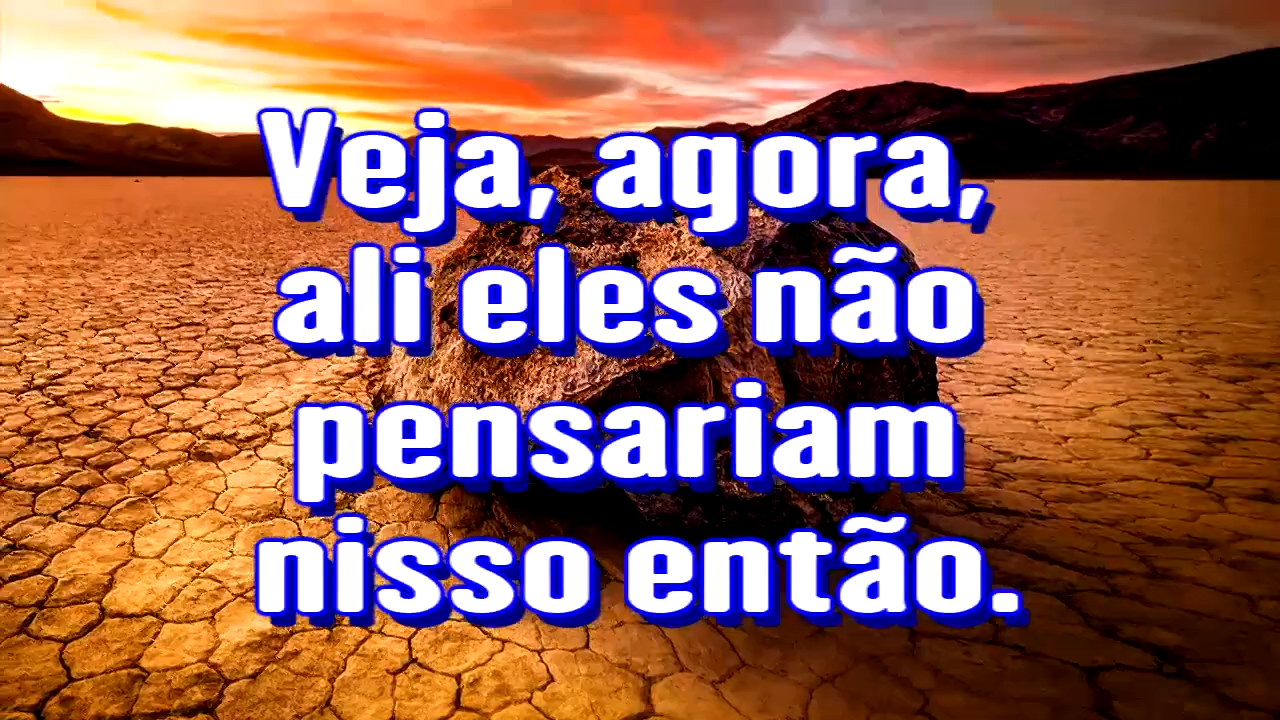 Veja, agora,
ali eles não
pensariam
nisso então.